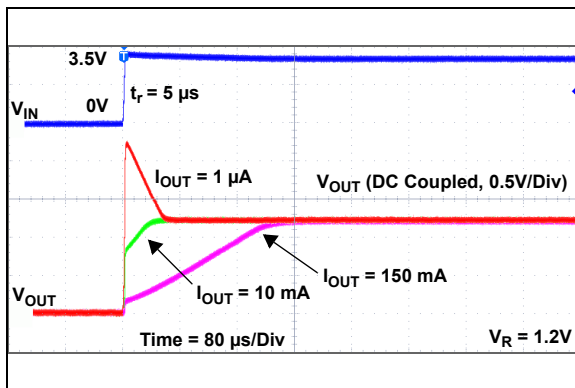 T
3.5V
t_r = 5 µs
V_IN
0V
I_OUT = 1 µA
V_OUT (DC Coupled, 0.5V/Div)
I_OUT = 150 mA
I_OUT = 10 mA
V_OUT
Time = 80 µs/Div
V_R = 1.2V